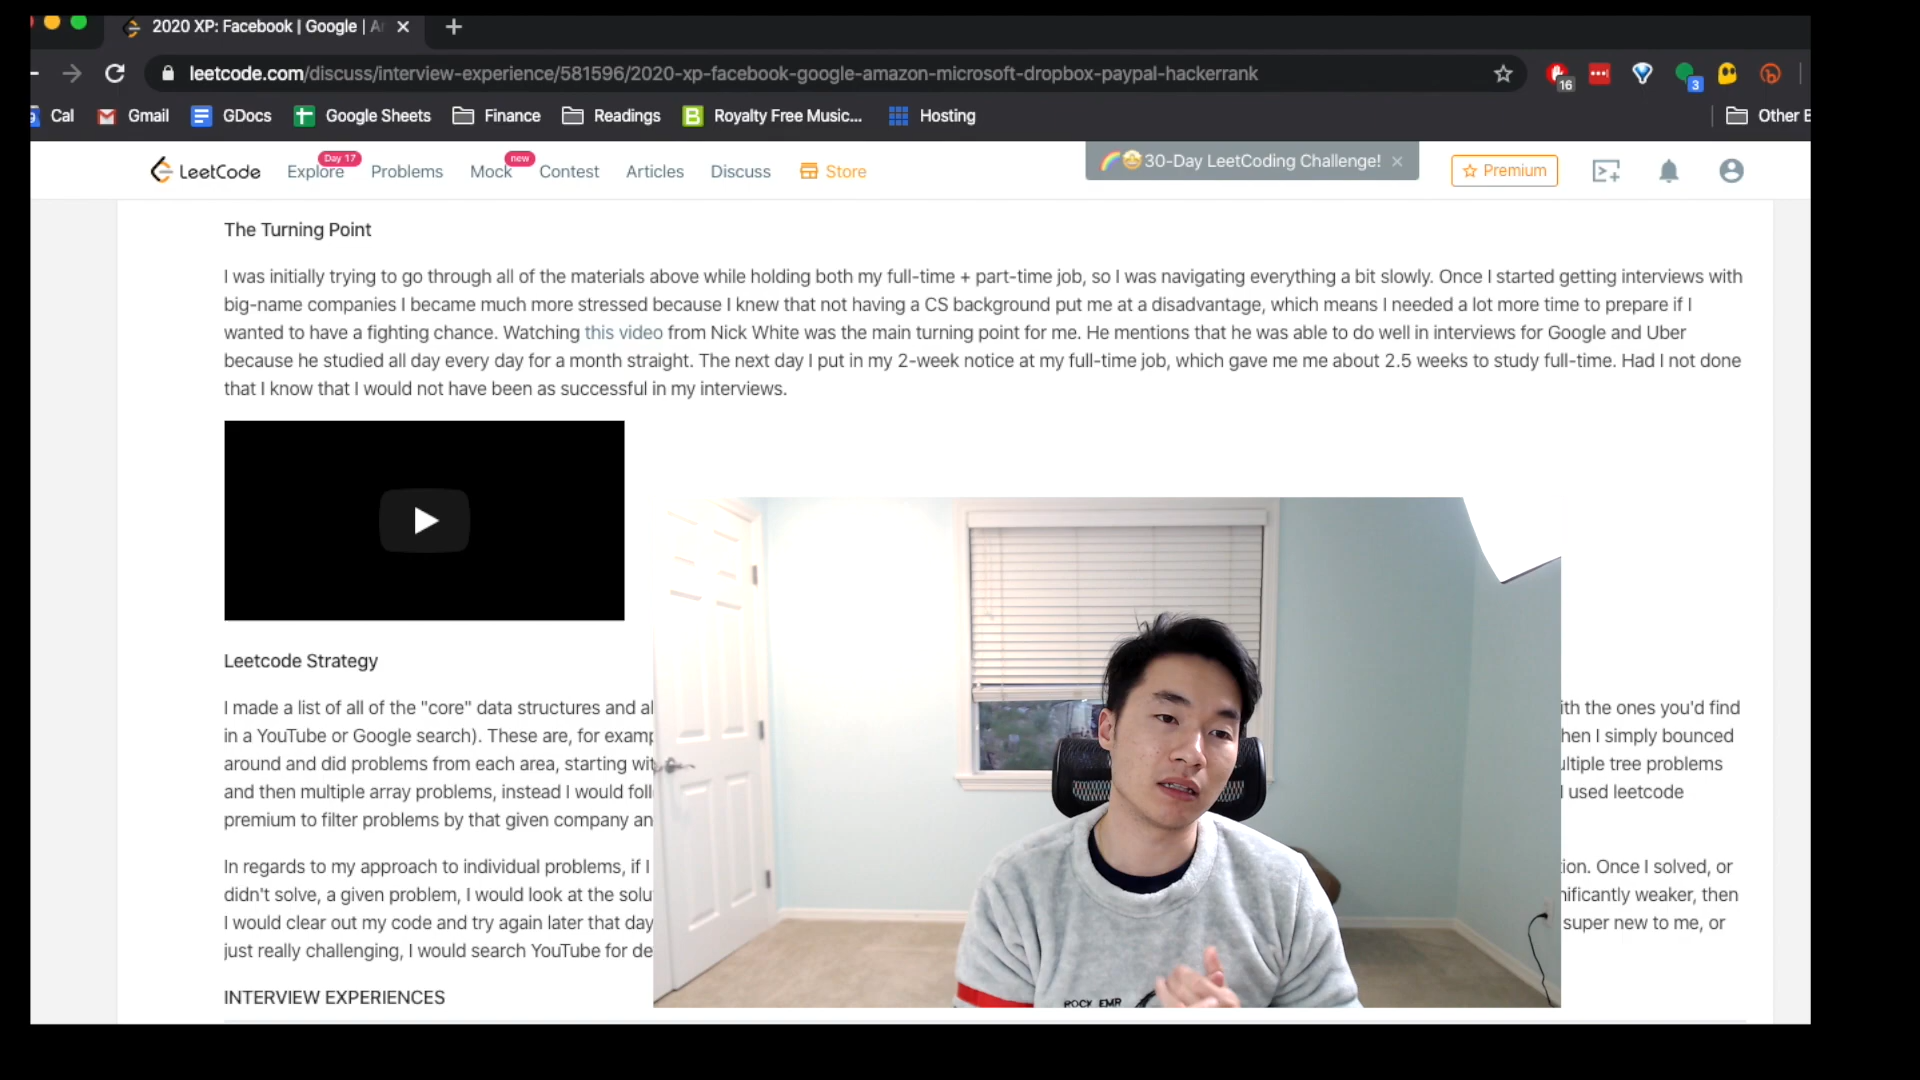 2020 XP: Facebook | Google |
leetcode.com/discuss/interview-experience/581596/2020-xp-facebook-google-amazon-microsoft-dropbox-paypal-hackerrank
16
3
Cal Gmail GDocs Google Sheets Finance Readings Royalty Free Music... Hosting Other
LeetCode Explore Day 17 Problems Mock new Contest Articles Discuss Store 30-Day LeetCoding Challenge! Premium
The Turning Point
I was initially trying to go through all of the materials above while holding both my full-time + part-time job, so I was navigating everything a bit slowly. Once I started getting interviews with
big-name companies I became much more stressed because I knew that not having a CS background put me at a disadvantage, which means I needed a lot more time to prepare if I
wanted to have a fighting chance. Watching this video from Nick White was the main turning point for me. He mentions that he was able to do well in interviews for Google and Uber
because he studied all day every day for a month straight. The next day I put in my 2-week notice at my full-time job, which gave me me about 2.5 weeks to study full-time. Had I not done
that I know that I would not have been as successful in my interviews.
Leetcode Strategy
I made a list of all of the "core" data structures and al ith the ones you'd find
in a YouTube or Google search). These are, for examp hen I simply bounced
around and did problems from each area, starting wit ultiple tree problems
and then multiple array problems, instead I would foll I used leetcode
premium to filter problems by that given company an
In regards to my approach to individual problems, if I ion. Once I solved, or
didn't solve, a given problem, I would look at the solu nificantly weaker, then
I would clear out my code and try again later that day super new to me, or
just really challenging, I would search YouTube for de
INTERVIEW EXPERIENCES
ROCK EMR